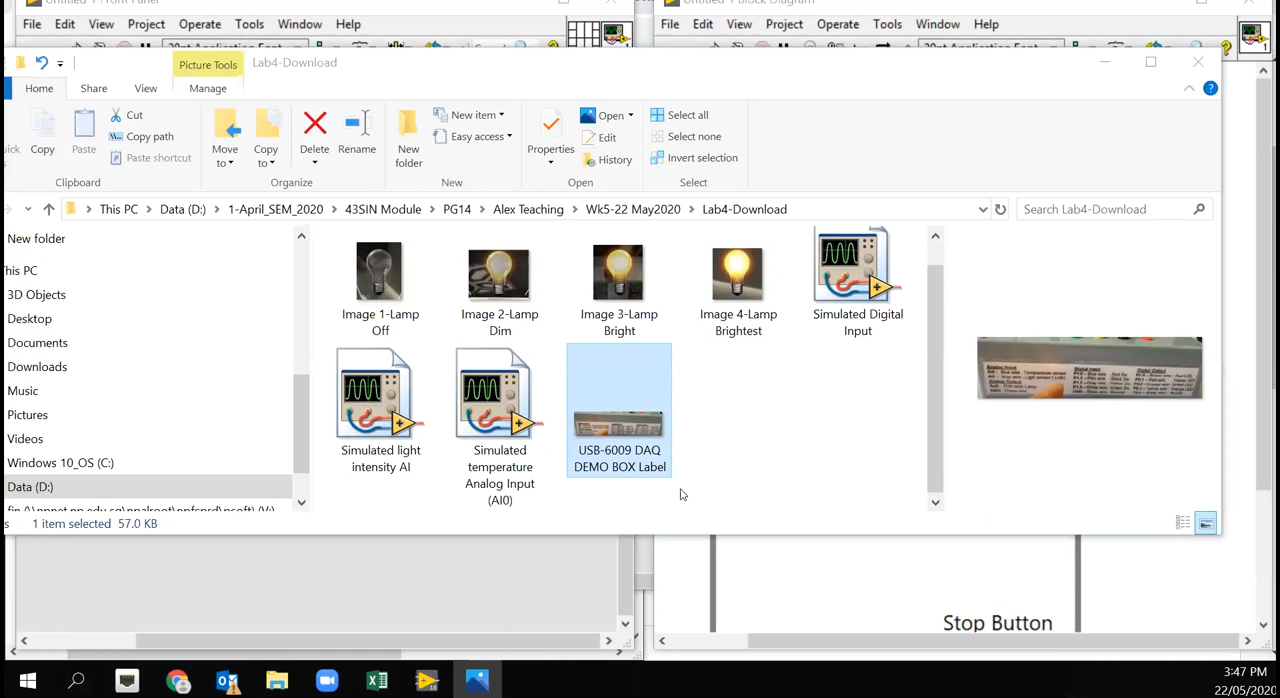 File Edit View Project Operate Tools Window Help
File Edit View Project Operate Tools Window Help
Picture Tools
Lab4-Download
Home Share View Manage
Copy
Paste
Cut
Copy path
Paste shortcut
Move to
Copy to
Delete
Rename
New folder
New item
Easy access
Properties
Open
Edit
History
Select all
Select none
Invert selection
Clipboard Organize New Open Select
This PC Data (D:) 1-April_SEM_2020 43SIN Module PG14 Alex Teaching Wk5-22 May2020 Lab4-Download
Search Lab4-Download
New folder
his PC
3D Objects
Desktop
Documents
Downloads
Music
Pictures
Videos
Windows 10_OS (C:)
Data (D:)
Image 1-Lamp
Off
Image 2-Lamp
Dim
Image 3-Lamp
Bright
Image 4-Lamp
Brightest
Simulated Digital
Input
Simulated light
intensity AI
Simulated
temperature
Analog Input
(AI0)
USB-6009 DAQ
DEMO BOX Label
1 item selected 57.0 KB
Stop Button
3:47 PM
22/05/2020